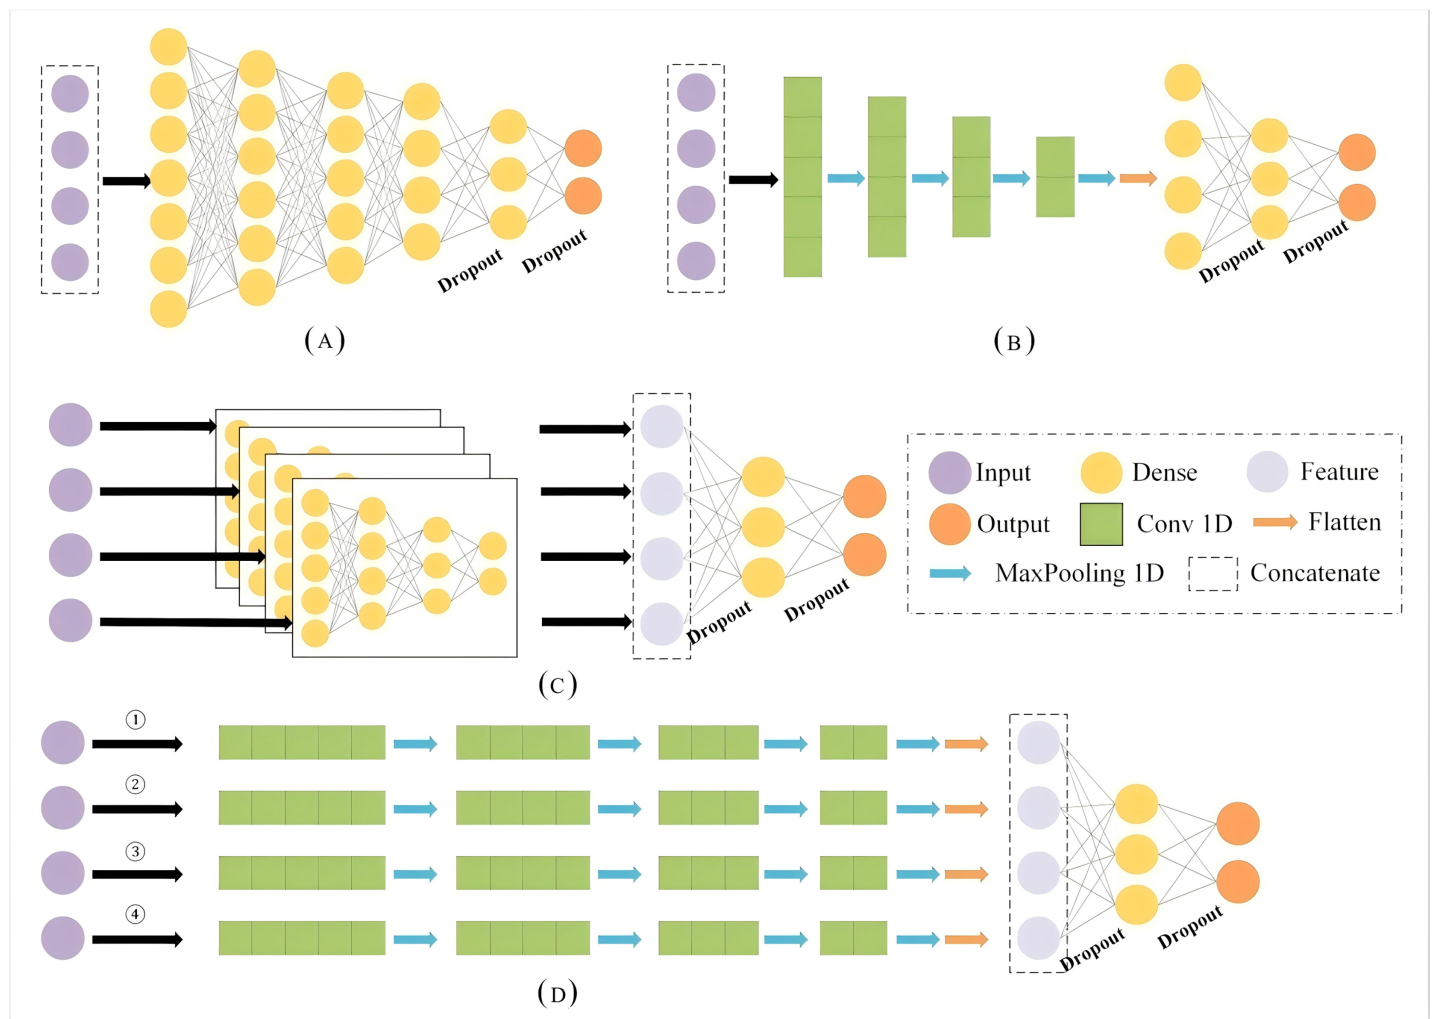 Dropout
Dropout
(A)
Dropout
Dropout
(B)
Dropout
Dropout
(C)
Input
Dense
Feature
Output
Conv 1D
Flatten
MaxPooling 1D
Concatenate
①
②
③
④
Dropout
Dropout
(D)